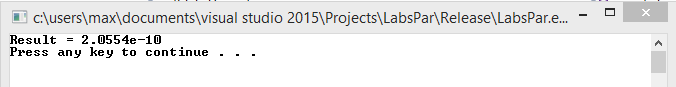 c:\users\max\documents\visual studio 2015\Projects\LabsPar\Release\LabsPar.e...
Result = 2.0554e-10
Press any key to continue . . .